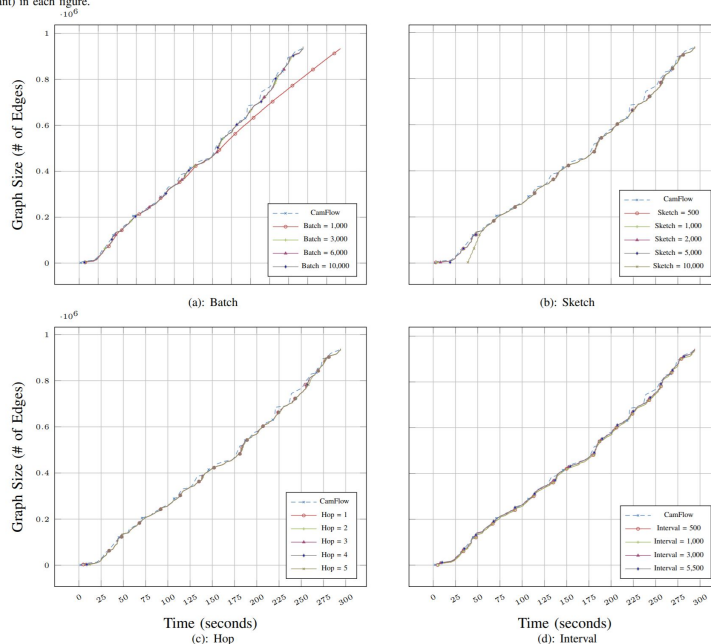 ant) in each figure.
·10⁶
1
0.8
0.6
0.4
0.2
0
Graph Size (# of Edges)
CamFlow
Batch = 1,000
Batch = 3,000
Batch = 6,000
Batch = 10,000
(a): Batch
CamFlow
Sketch = 500
Sketch = 1,000
Sketch = 2,000
Sketch = 5,000
Sketch = 10,000
(b): Sketch
·10⁶
1
0.8
0.6
0.4
0.2
0
Graph Size (# of Edges)
CamFlow
Hop = 1
Hop = 2
Hop = 3
Hop = 4
Hop = 5
0 25 50 75 100 125 150 175 200 225 250 275 300
Time (seconds)
(c): Hop
CamFlow
Interval = 500
Interval = 1,000
Interval = 3,000
Interval = 5,500
0 25 50 75 100 125 150 175 200 225 250 275 300
Time (seconds)
(d): Interval